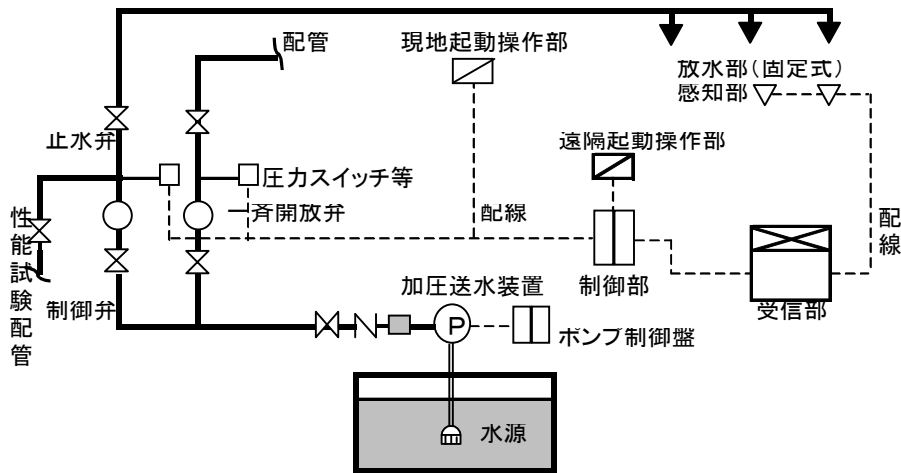 配管
現地起動操作部
放水部(固定式)
感知部
止水弁
遠隔起動操作部
圧力スイッチ等
一斉開放弁
配線
配線
性能試験配管
制御弁
加圧送水装置
制御部
受信部
P
ポンプ制御盤
水源